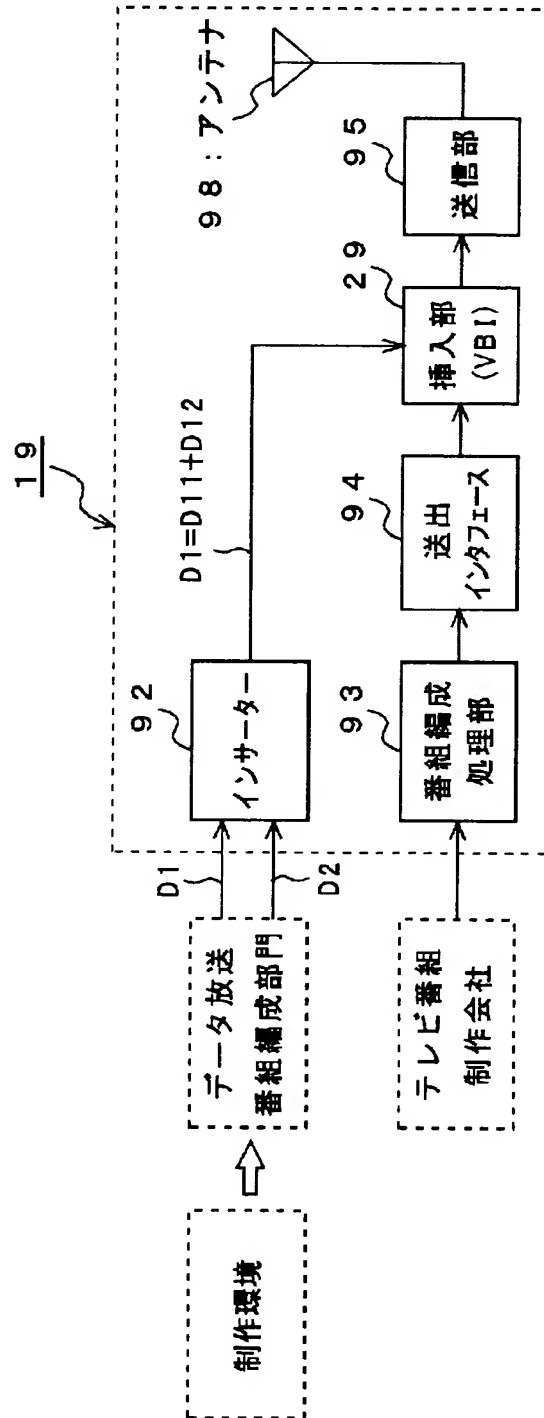 19
98:アンテナ
制作環境
データ放送
番組編成部門
D1
D2
92
インサーター
D1=D11+D12
テレビ番組
制作会社
93
番組編成
処理部
94
送出
インタフェース
29
挿入部
(VBI)
95
送信部